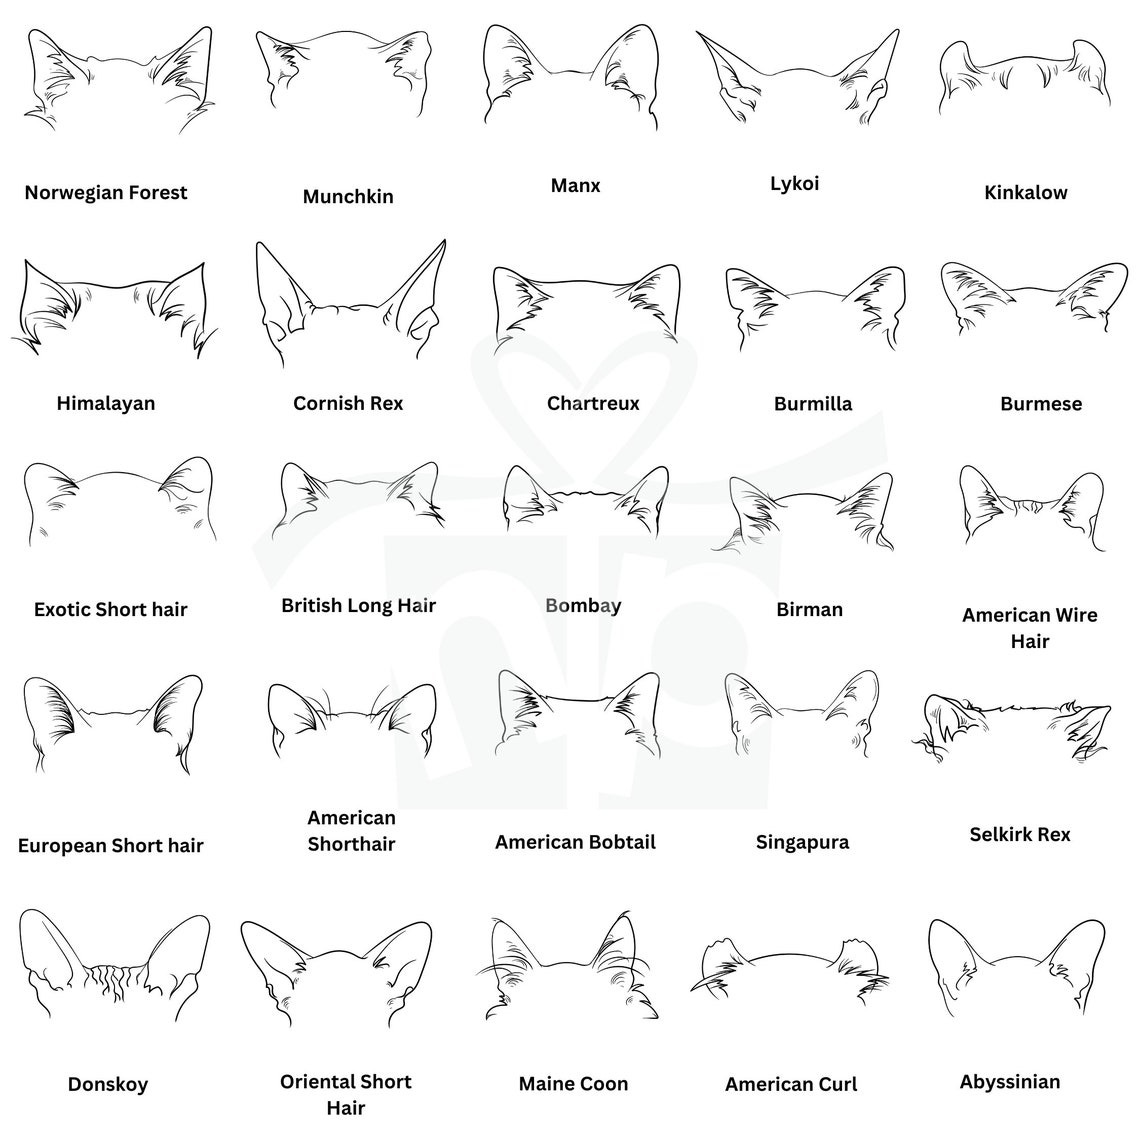 Norwegian Forest
Munchkin
Manx
Lykoi
Kinkalow
Himalayan
Cornish Rex
Chartreux
Burmilla
Burmese
Exotic Short hair
British Long Hair
Bombay
Birman
American Wire
Hair
European Short hair
American
Shorthair
American Bobtail
Singapura
Selkirk Rex
Donskoy
Oriental Short
Hair
Maine Coon
American Curl
Abyssinian